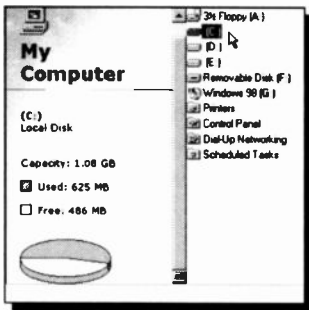 My
Computer
(C:)
Local Disk
Capacity: 1.08 GB
Used: 625 MB
Free: 486 MB
3½ Floppy (A )
(C )
(D )
(E )
Removable Disk (F )
Windows 98 (G )
Printers
Control Panel
Dial-Up Networking
Scheduled Tasks